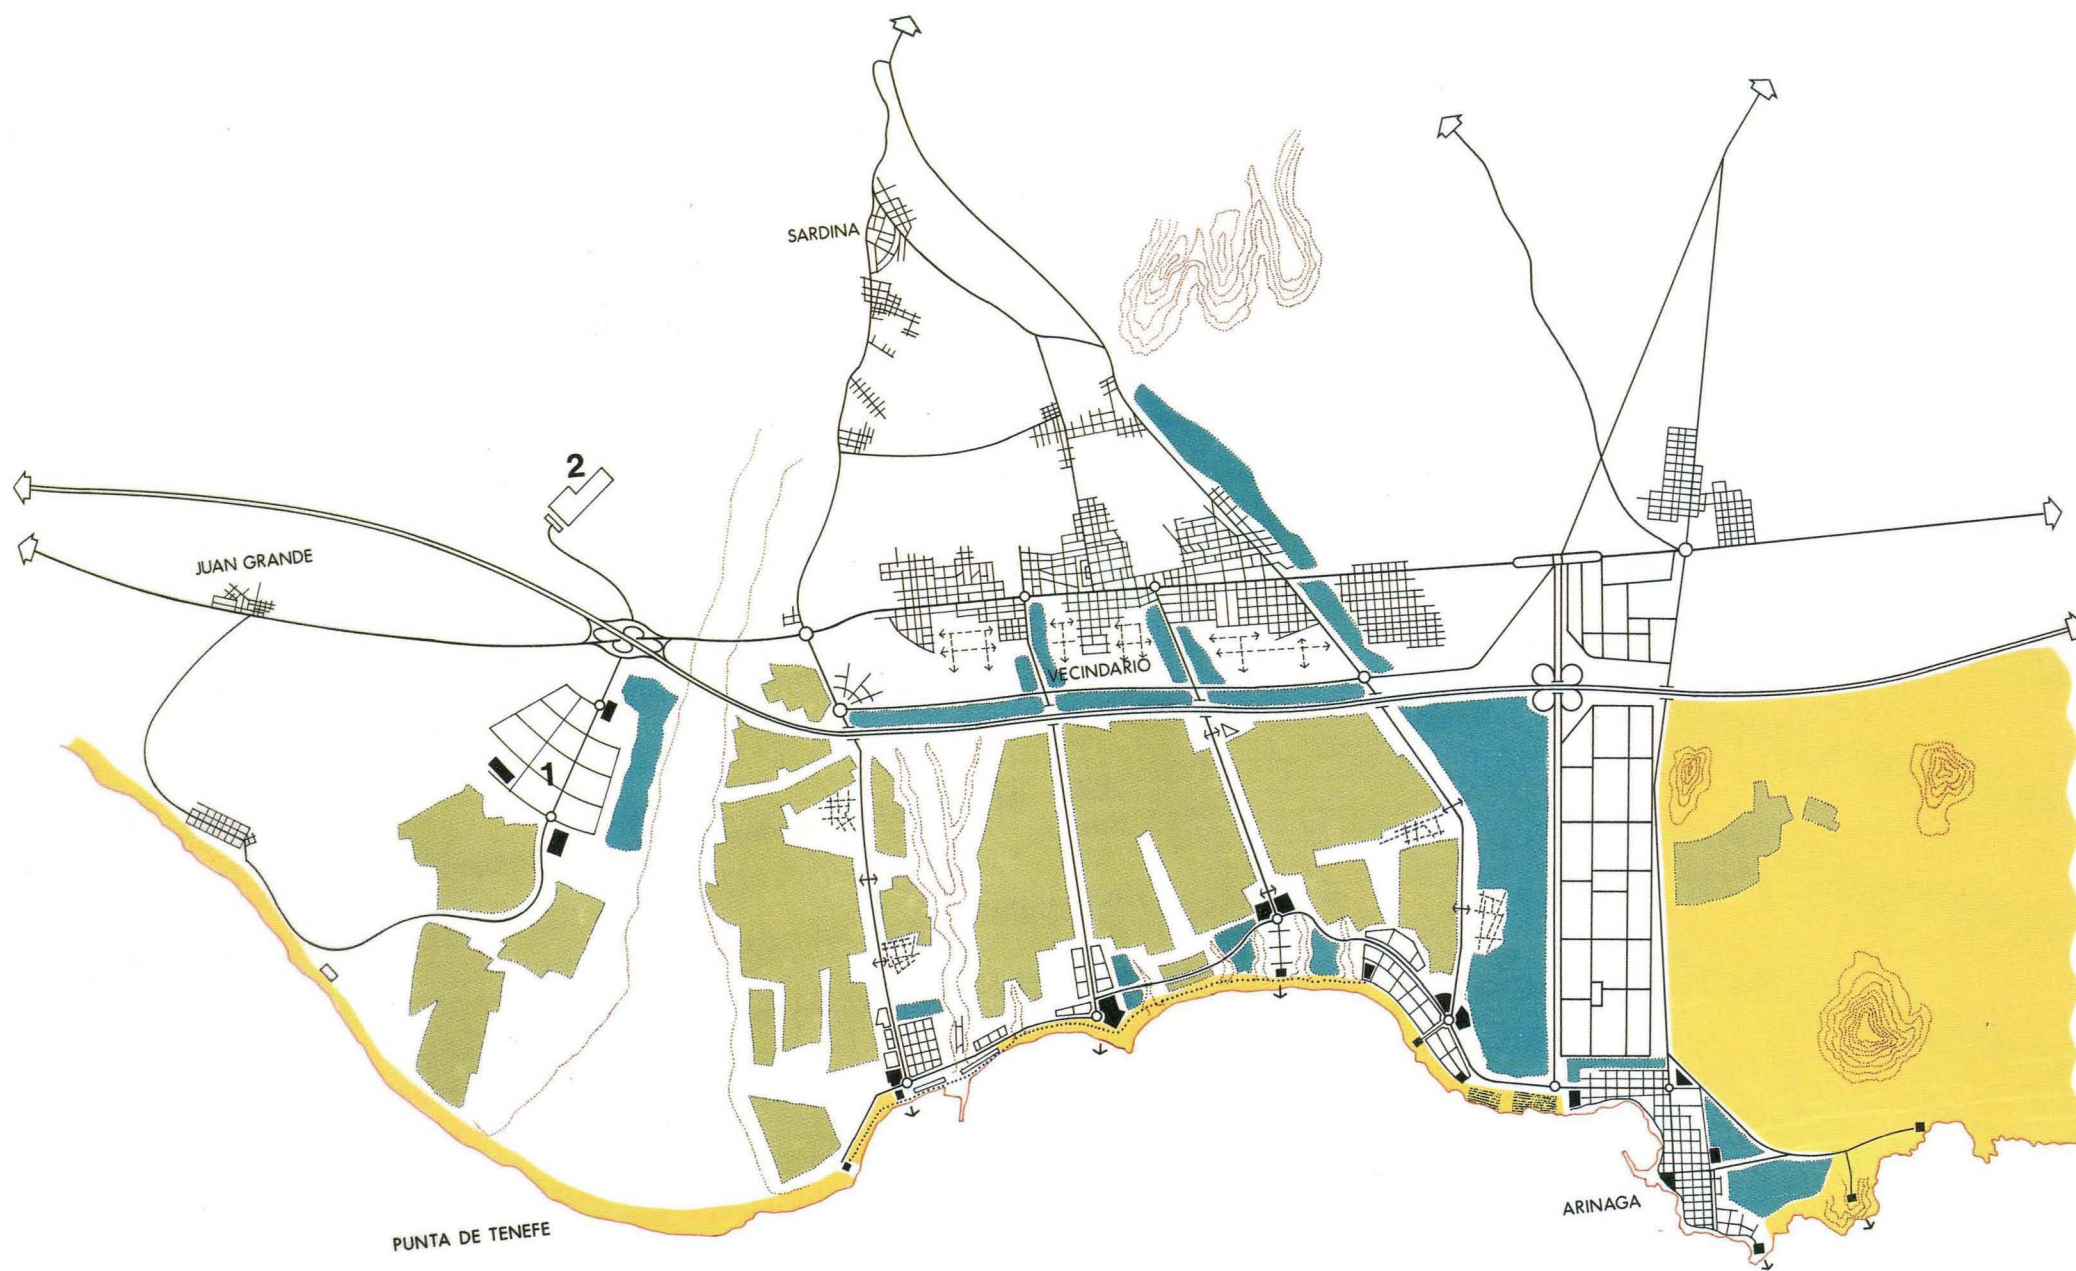 SARDINA
2
JUAN GRANDE
VECINDARIO
1
ARINAGA
PUNTA DE TENEFE